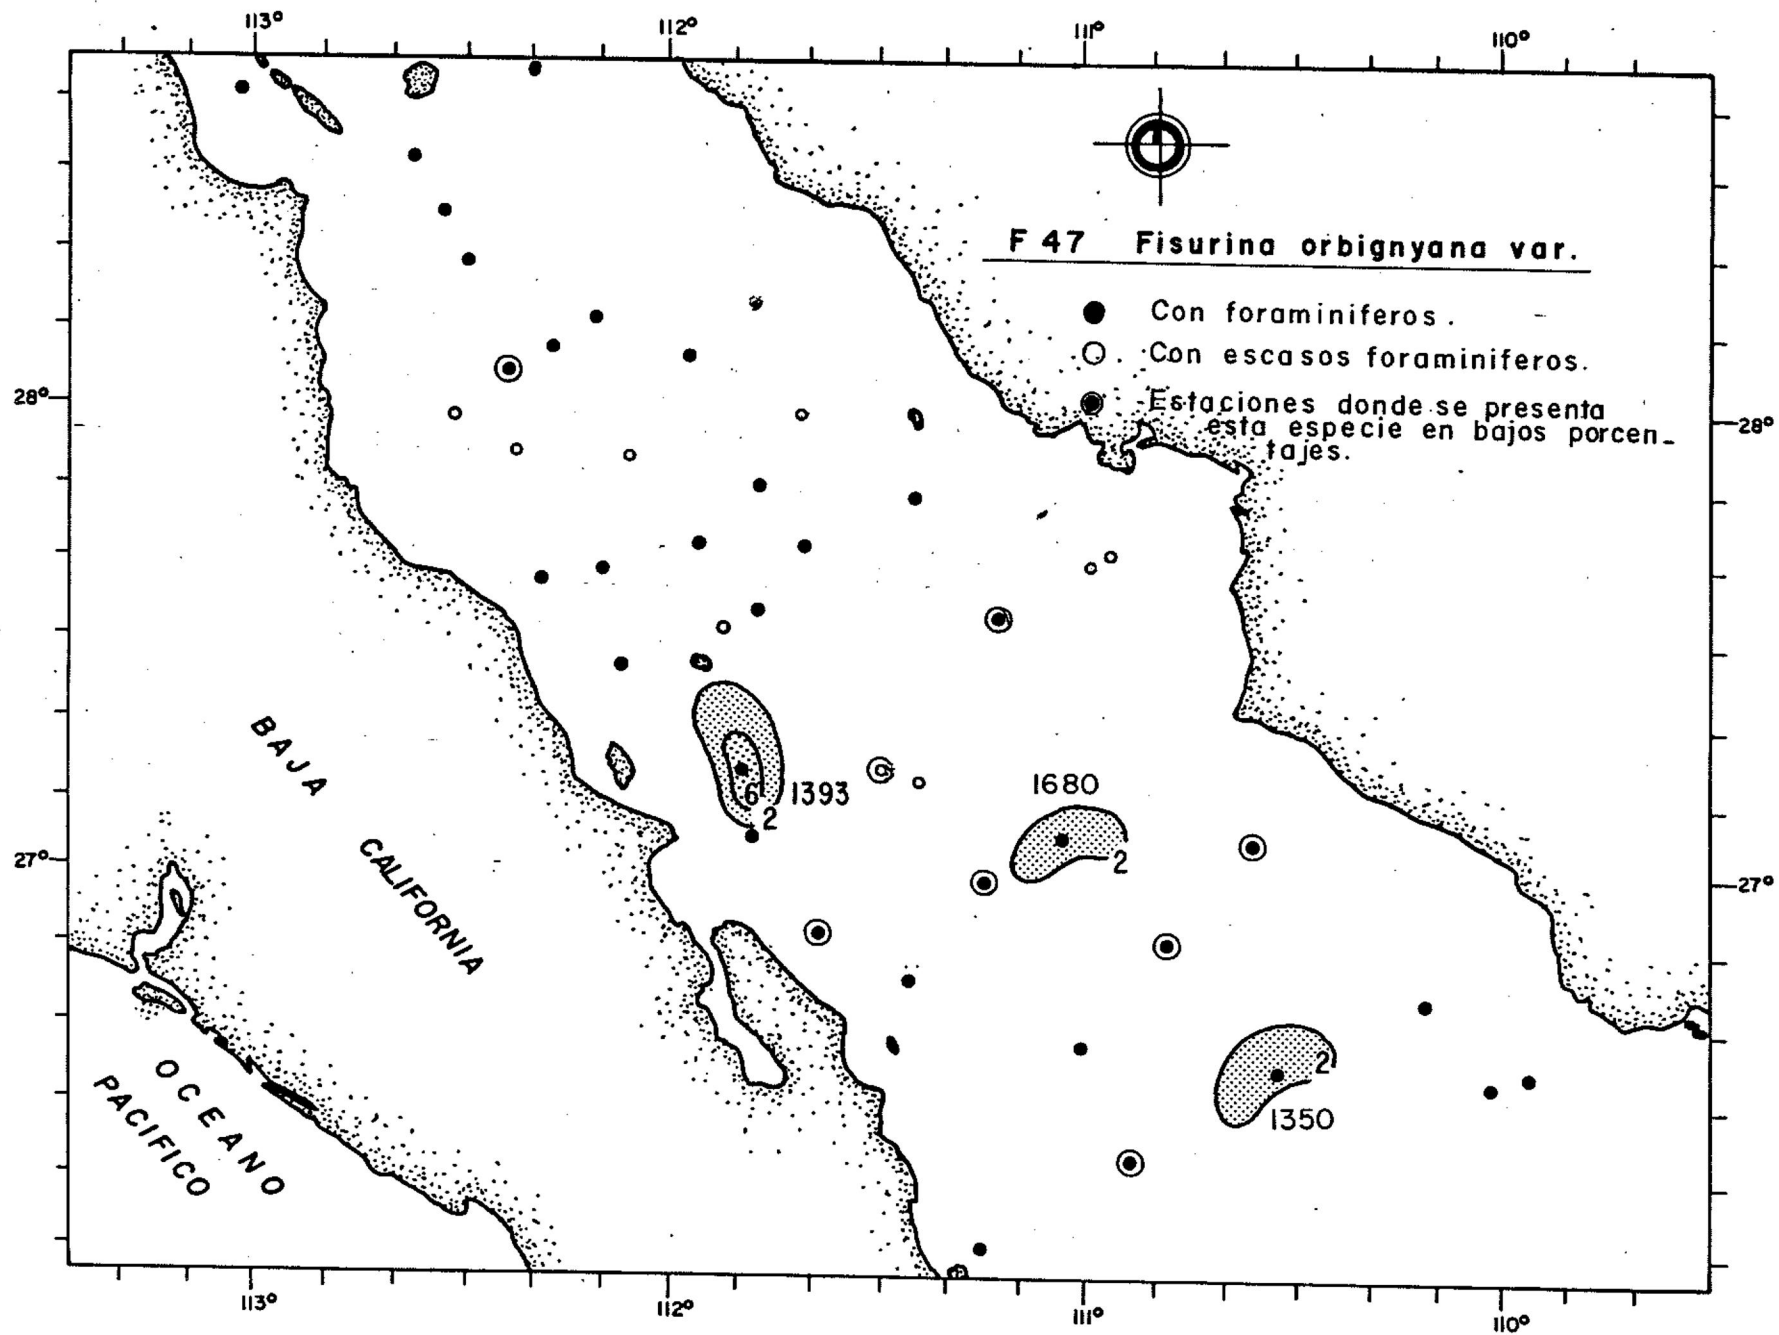 113° 112° 111° 110°
F 47 Fisurina orbignyana var.
Con foraminiferos.
Con escasos foraminiferos.
Estaciones donde se presenta
esta especie en bajos porcen-
tajes.
28° 28°
BAJA
CALIFORNIA
6 1393
2
1680
2
27° 27°
2
1350
OCEANO
PACIFICO
113° 112° 111° 110°